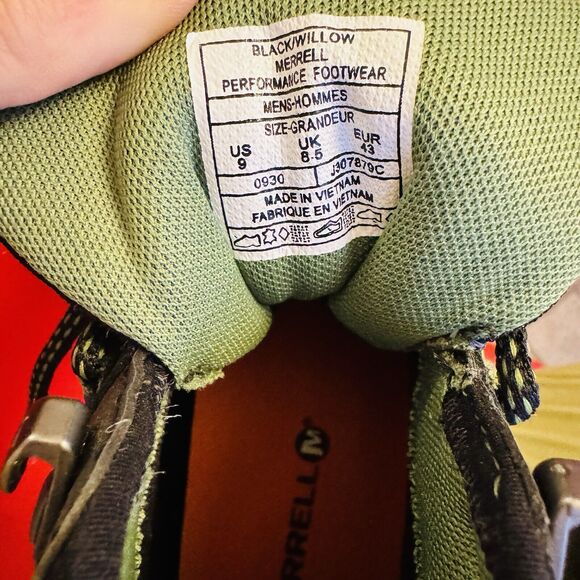 BLACK/WILLOW
MERRELL
PERFORMANCE FOOTWEAR
MENS-HOMMES
SIZE-GRANDEUR
US UK EUR
9 8.5 43
0930 J307879C
MADE IN VIETNAM
FABRIQUE EN VIETNAM
M
RRELL